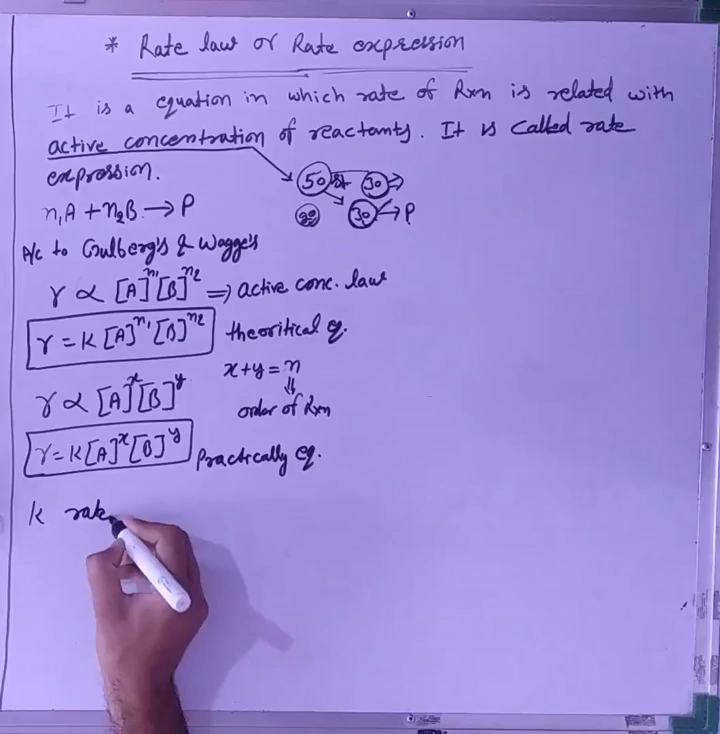 * Rate law or Rate expression
It is a equation in which rate of Rxn is related with
active concentration of reactants. It is Called rate
expression.
50 30
30 → P
n₁A + n₂B → P
A/c to Gulberg's & Wagge's
r ∝ [A]^n₁ [B]^n₂ ⇒ active conc. law
r = K [A]^n₁ [B]^n₂ theoritical eq.
x+y = n
r ∝ [A]^x [B]^y
⇓
order of Rxn
r = K [A]^x [B]^y Practically eq.
K rate